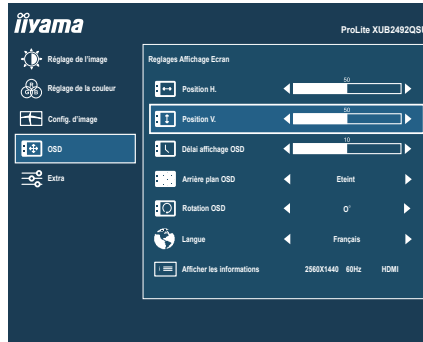 iiyama
ProLite XUB2492QSU
Réglage de l'image
Réglage de la couleur
R
G B
Config. d'image
OSD
Extra
Reglages Affichage Ecran
Position H.
50
Position V.
50
Délai affichage OSD
10
Arrière plan OSD
Eteint
Rotation OSD
O°
Langue
Français
Afficher les informations
2560X1440 60Hz HDMI